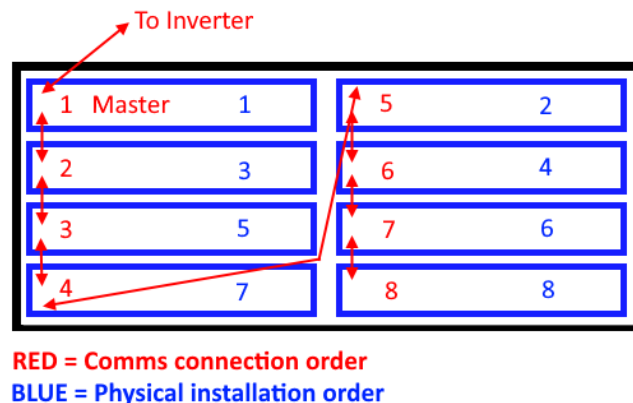 To Inverter
1 Master 1
5 2
2 3
6 4
3 5
7 6
4 7
8 8
RED = Comms connection order
BLUE = Physical installation order